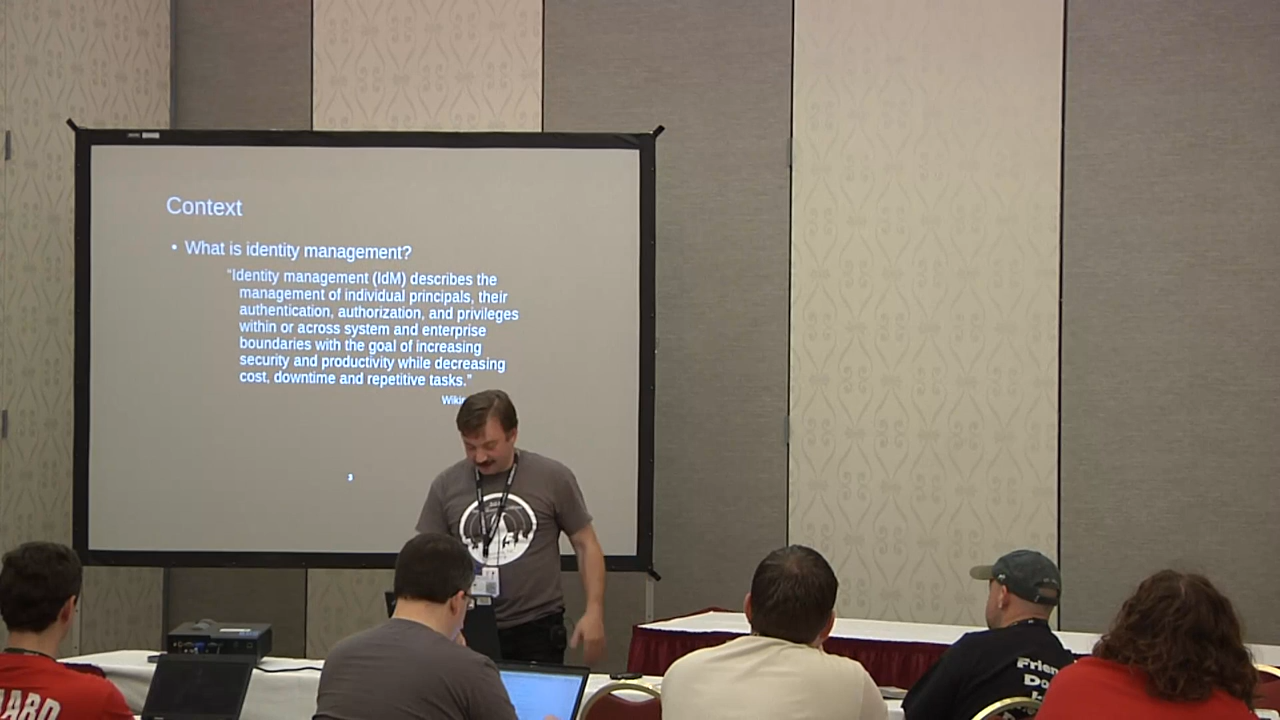 Context
• What is identity management?
“Identity management (IdM) describes the
management of individual principals, their
authentication, authorization, and privileges
within or across system and enterprise
boundaries with the goal of increasing
security and productivity while decreasing
cost, downtime and repetitive tasks.”
3